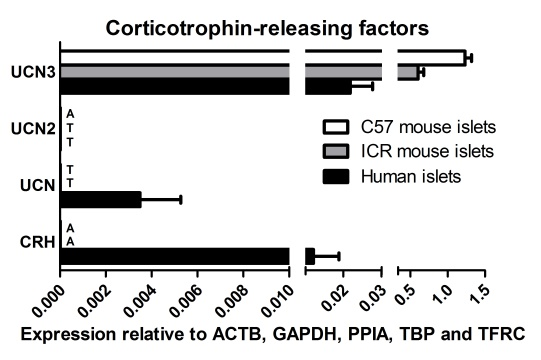 Corticotrophin-releasing factors
UCN3
UCN2
A
T
T
UCN
T
T
CRH
A
A
C57 mouse islets
ICR mouse islets
Human islets
0.000 0.002 0.004 0.006 0.008 0.010 0.02 0.03 0.5 1.0 1.5
Expression relative to ACTB, GAPDH, PPIA, TBP and TFRC